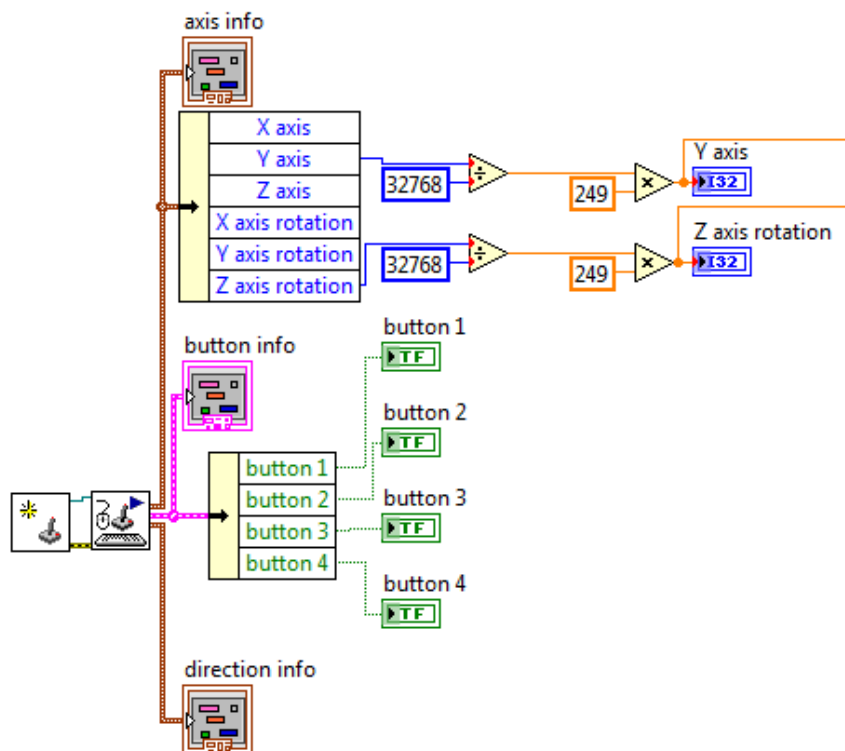 axis info
X axis
Y axis
Z axis
X axis rotation
Y axis rotation
Z axis rotation
32768
÷
249
×
Y axis
I32
32768
÷
249
×
Z axis rotation
I32
button info
button 1
button 2
button 3
button 4
button 1
TF
button 2
TF
button 3
TF
button 4
TF
direction info